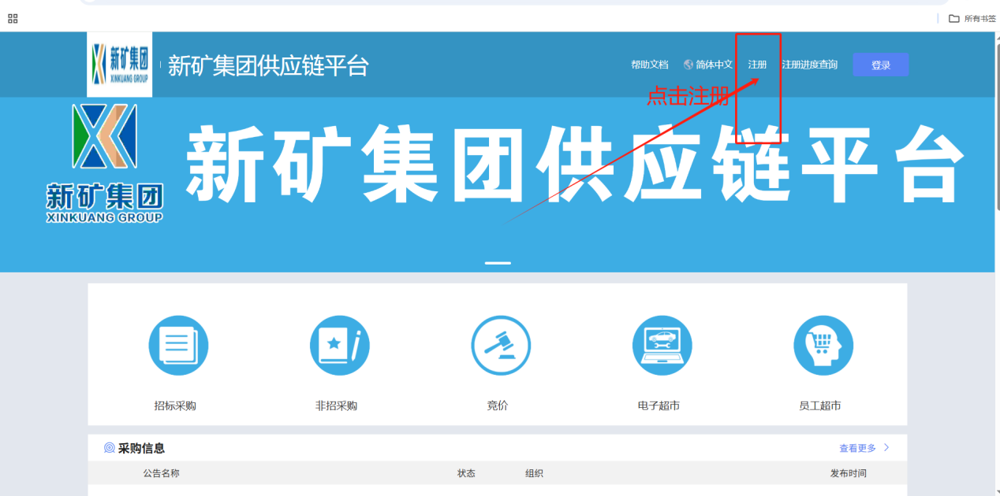 所有书签
新矿集团
XINKUANG GROUP
新矿集团供应链平台
帮助文档
简体中文
注册
注册进度查询
登录
点击注册
新矿集团供应链平台
新矿集团
XINKUANG GROUP
招标采购
非招采购
竞价
电子超市
员工超市
采购信息
查看更多
公告名称
状态
组织
发布时间